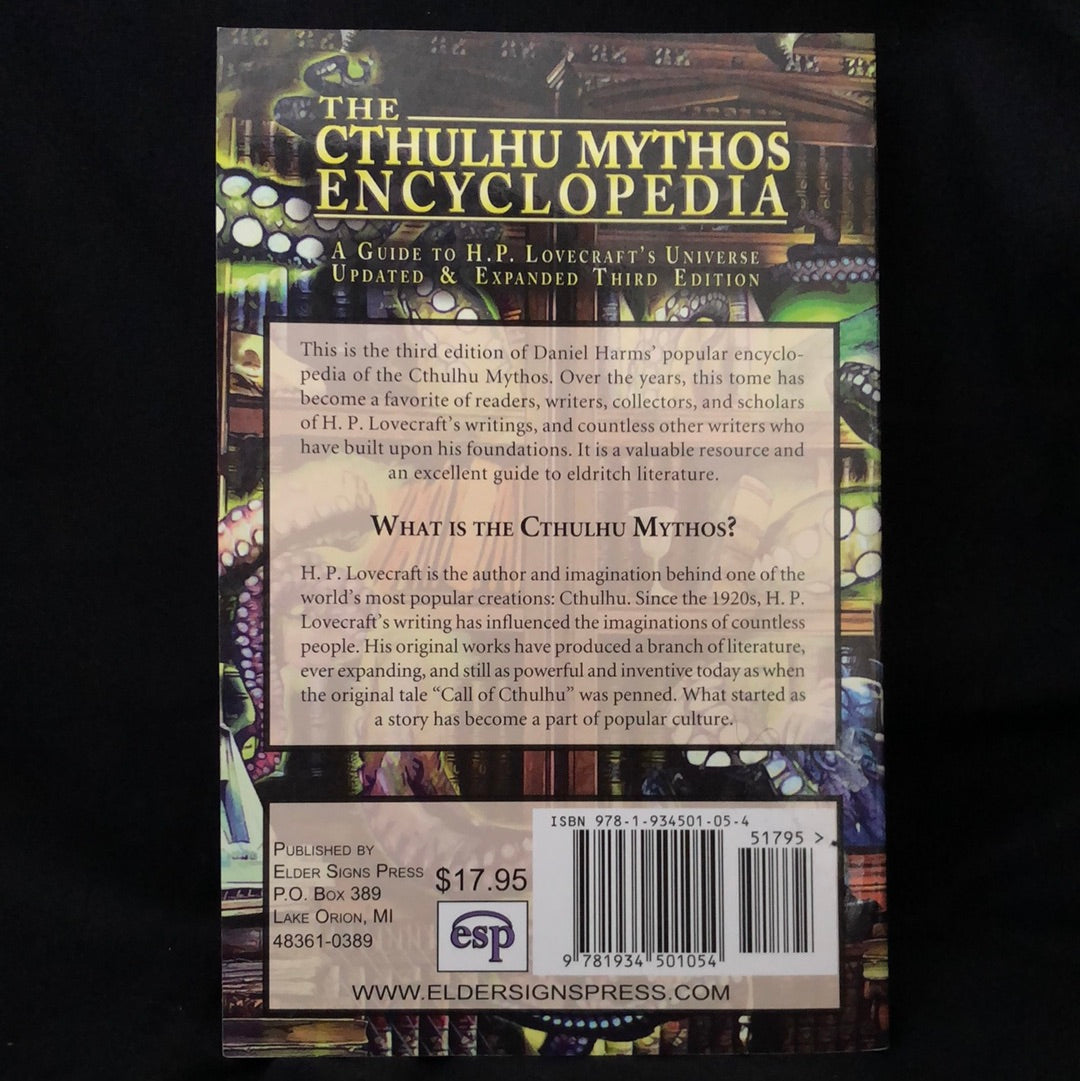 THE
CTHULHU MYTHOS
ENCYCLOPEDIA
A GUIDE TO H.P. LOVECRAFT'S UNIVERSE
UPDATED & EXPANDED THIRD EDITION
This is the third edition of Daniel Harms' popular encyclo-
pedia of the Cthulhu Mythos. Over the years, this tome has
become a favorite of readers, writers, collectors, and scholars
of H. P. Lovecraft's writings, and countless other writers who
have built upon his foundations. It is a valuable resource and
an excellent guide to eldritch literature.
WHAT IS THE CTHULHU MYTHOS?
H. P. Lovecraft is the author and imagination behind one of the
world's most popular creations: Cthulhu. Since the 1920s, H. P.
Lovecraft's writing has influenced the imaginations of countless
people. His original works have produced a branch of literature,
ever expanding, and still as powerful and inventive today as when
the original tale “Call of Cthulhu” was penned. What started as
a story has become a part of popular culture.
PUBLISHED BY
ELDER SIGNS PRESS
P.O. BOX 389
LAKE ORION, MI
48361-0389
$17.95
esp
ISBN 978-1-934501-05-4
51795 >
9 781934 501054
WWW.ELDERSIGNSPRESS.COM